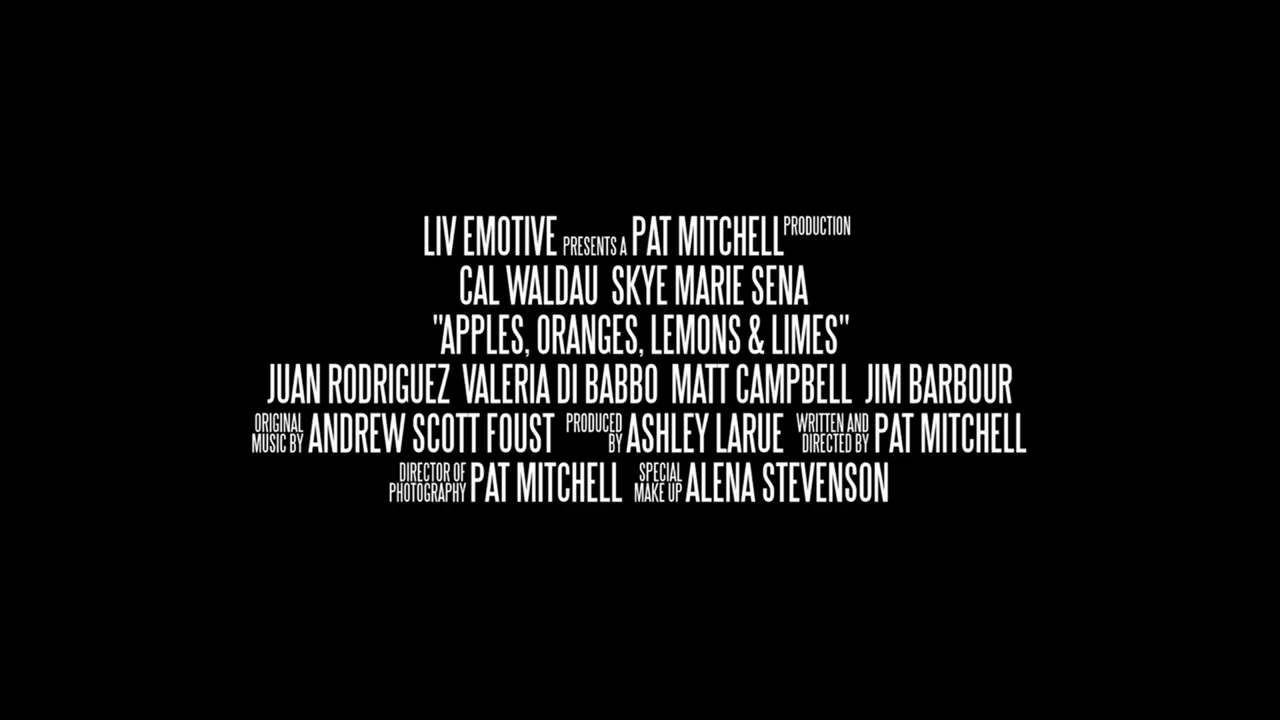 LIV EMOTIVE PRESENTS A PAT MITCHELL PRODUCTION
CAL WALDAU SKYE MARIE SENA
"APPLES, ORANGES, LEMONS & LIMES"
JUAN RODRIGUEZ VALERIA DI BABBO MATT CAMPBELL JIM BARBOUR
ORIGINAL MUSIC BY ANDREW SCOTT FOUST PRODUCED BY ASHLEY LARUE WRITTEN AND DIRECTED BY PAT MITCHELL
DIRECTOR OF PHOTOGRAPHY PAT MITCHELL SPECIAL MAKE UP ALENA STEVENSON